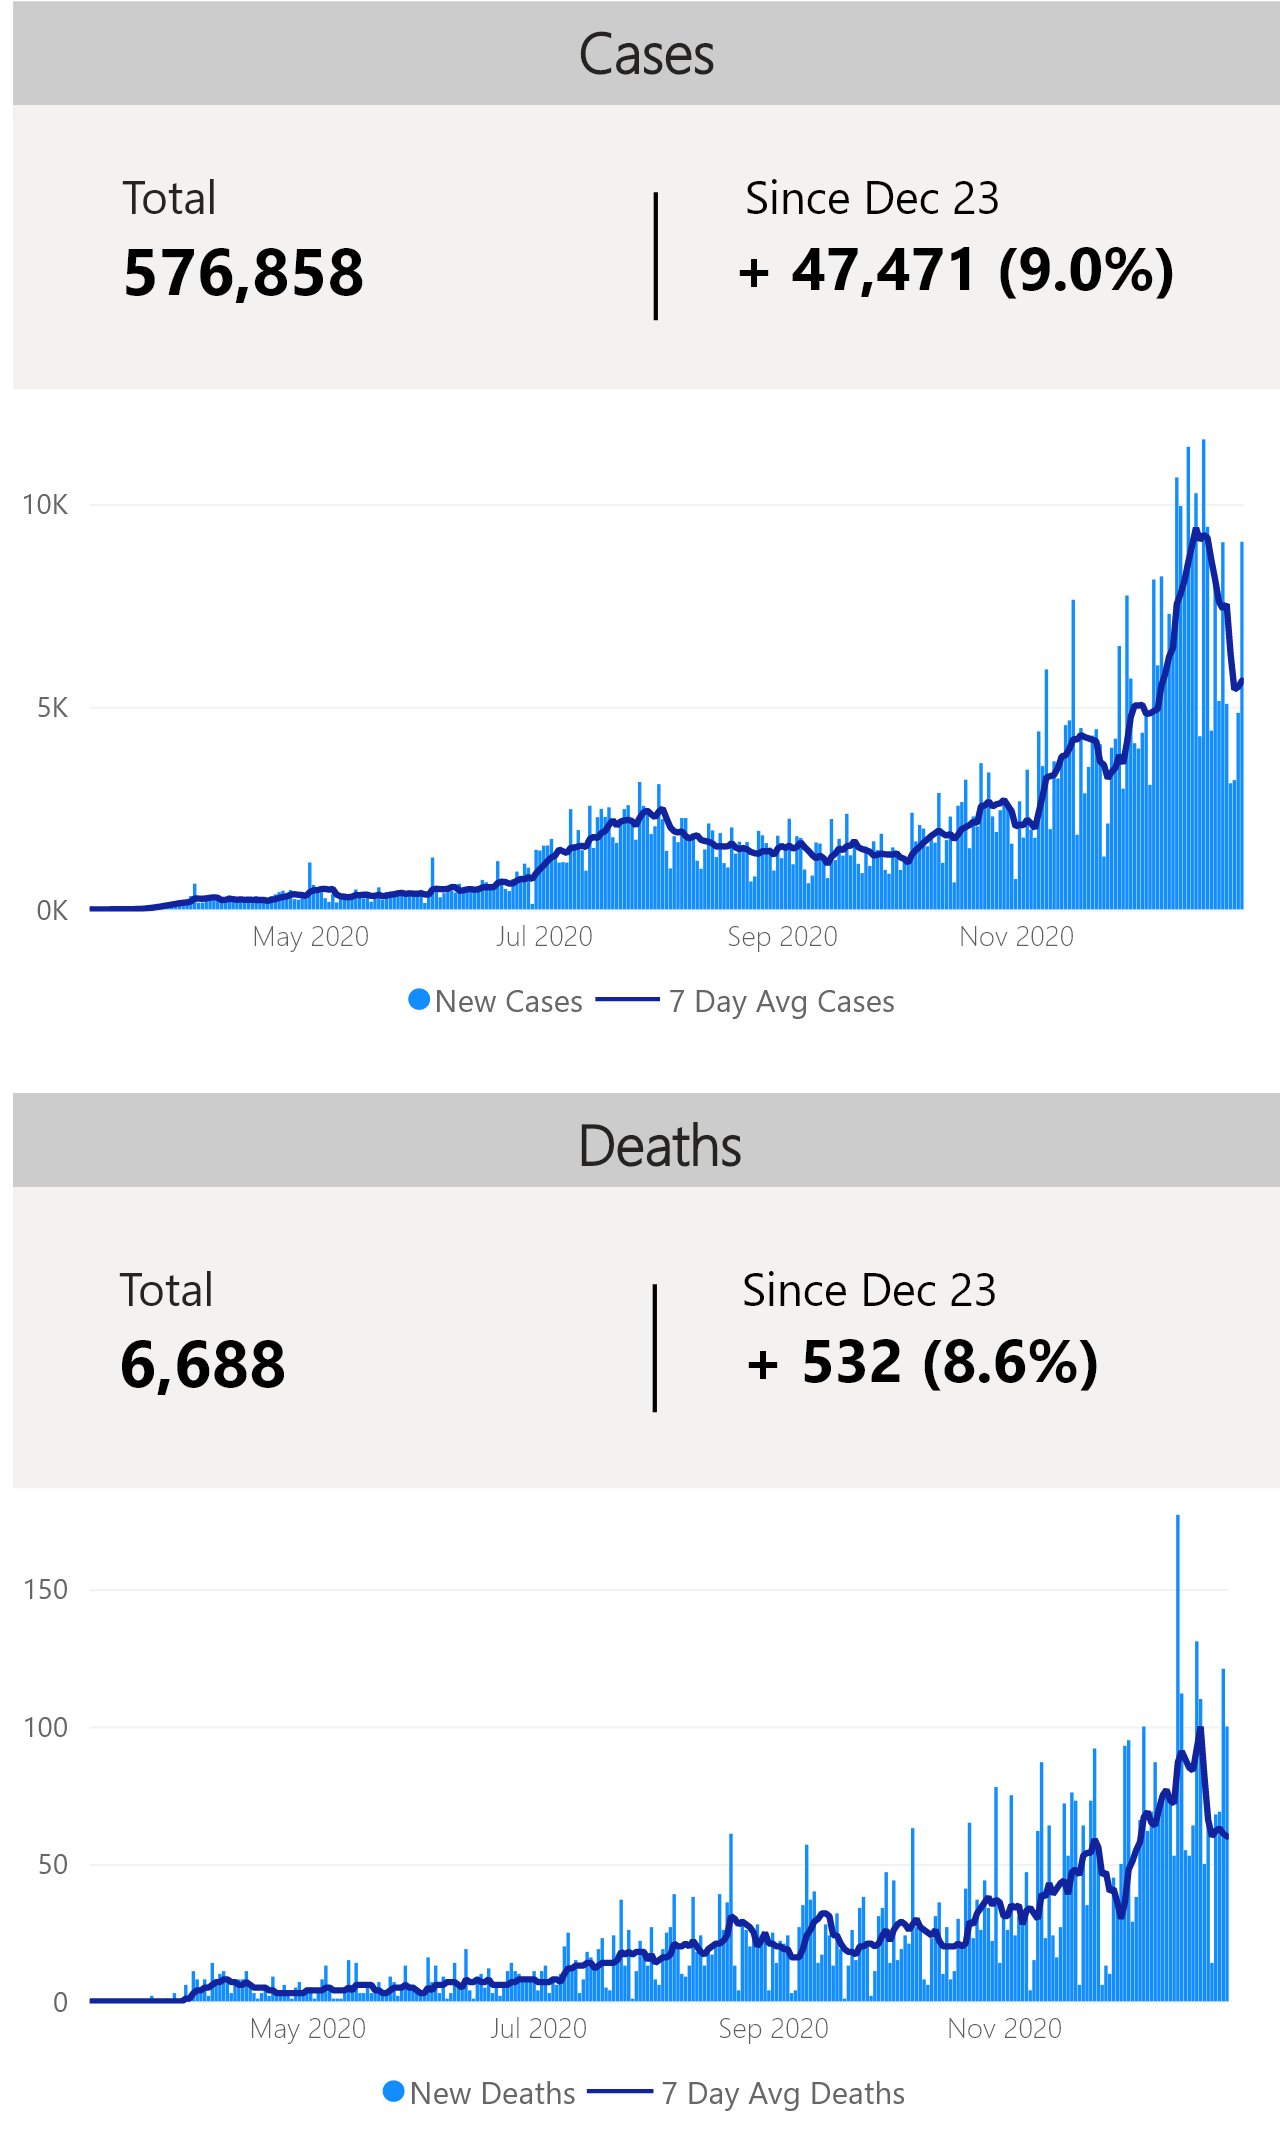 Cases
Total
Since Dec 23
576,858
+ 47,471 (9.0%)
10K
5K
0K
May 2020
Jul 2020
Sep 2020
Nov 2020
New Cases
7 Day Avg Cases
Deaths
Total
Since Dec 23
6,688
+ 532 (8.6%)
150
100
50
0
May 2020
Jul 2020
Sep 2020
Nov 2020
New Deaths
7 Day Avg Deaths